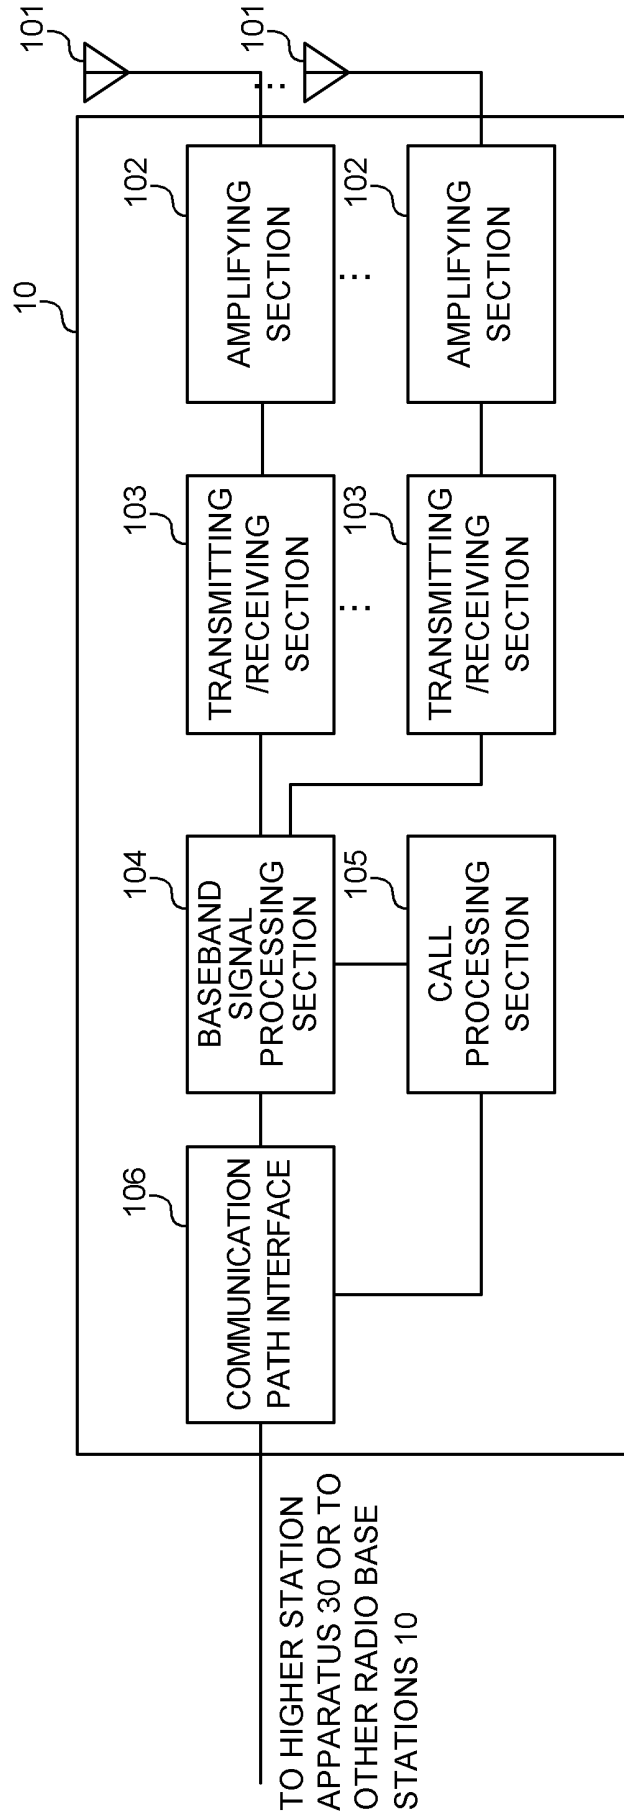 10
101
101
...
106
COMMUNICATION
PATH INTERFACE
104
BASEBAND
SIGNAL
PROCESSING
SECTION
103
TRANSMITTING
/RECEIVING
SECTION
102
AMPLIFYING
SECTION
...
...
105
CALL
PROCESSING
SECTION
103
TRANSMITTING
/RECEIVING
SECTION
102
AMPLIFYING
SECTION
TO HIGHER STATION
APPARATUS 30 OR TO
OTHER RADIO BASE
STATIONS 10